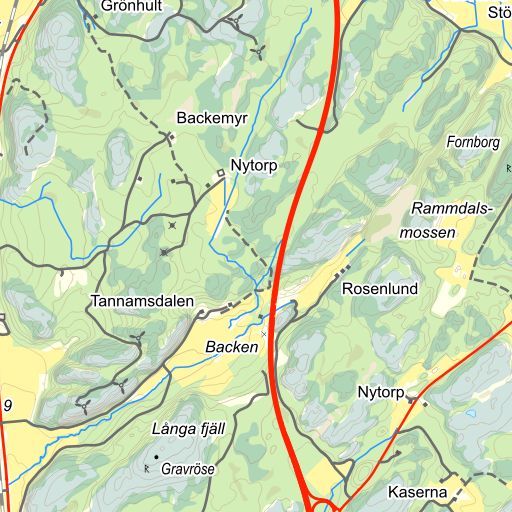 Grönhult
Stö
Backemyr
Fornborg
Nytorp
Rammdals-
mossen
Rosenlund
Tannamsdalen
Backen
Nytorp
9
Långa fjäll
Gravröse
Kaserna